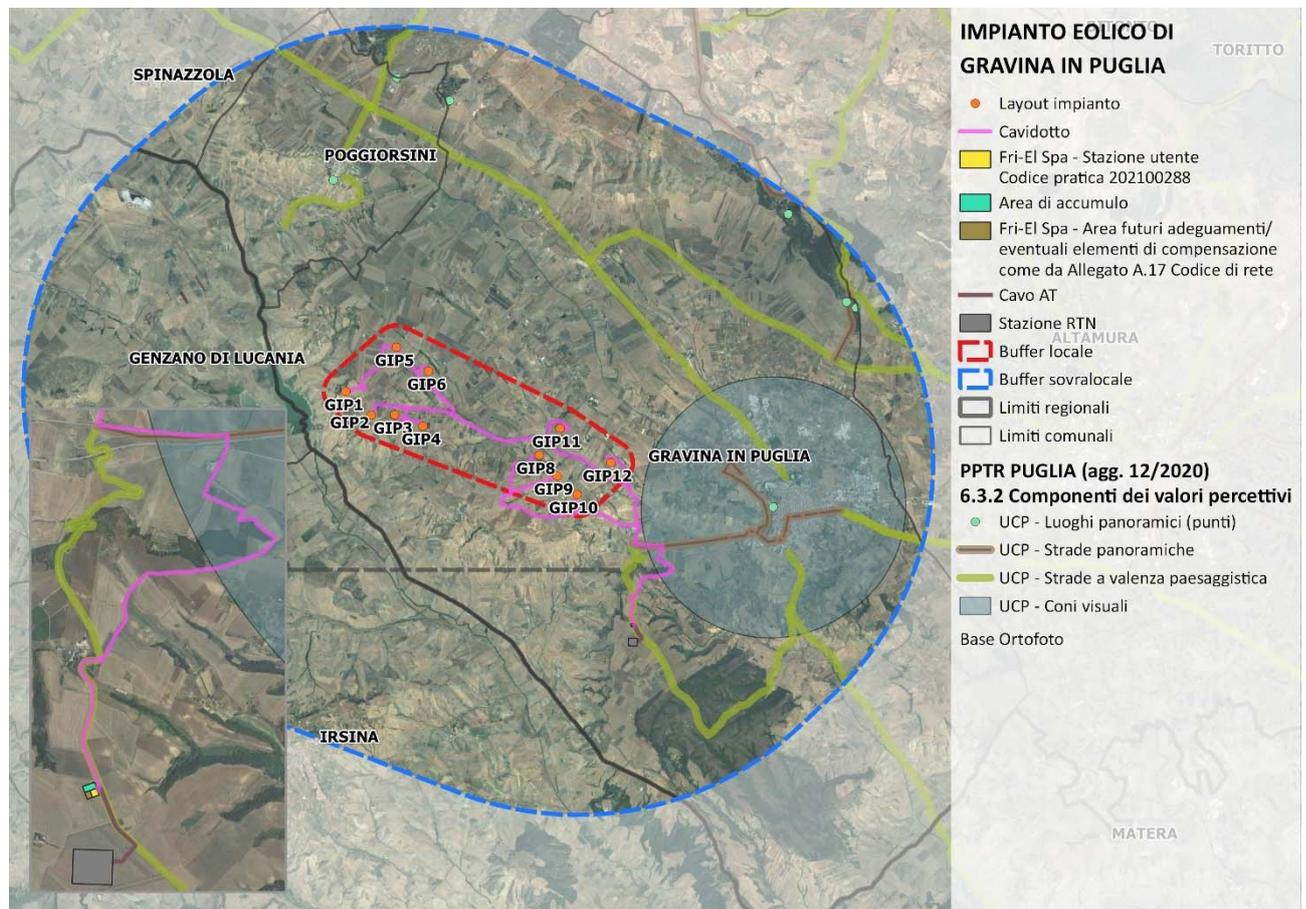 SPINAZZOLA
POGGIORSINI
GENZANO DI LUCANIA
GIP5
GIP6
GIP1
GIP2
GIP3
GIP4
GIP11
GIP8
GIP12
GIP9
GIP10
GRAVINA IN PUGLIA
IRSINA
IMPIANTO EOLICO DI
GRAVINA IN PUGLIA
TORITTO
Layout impianto
Cavidotto
Fri-El Spa - Stazione utente
Codice pratica 202100288
Area di accumulo
Fri-El Spa - Area futuri adeguamenti/
eventuali elementi di compensazione
come da Allegato A.17 Codice di rete
Cavo AT
Stazione RTN
ALTAMURA
Buffer locale
Buffer sovralocale
Limiti regionali
Limiti comunali
PPTR PUGLIA (agg. 12/2020)
6.3.2 Componenti dei valori percettivi
UCP - Luoghi panoramici (punti)
UCP - Strade panoramiche
UCP - Strade a valenza paesaggistica
UCP - Coni visuali
Base Ortofoto
MATERA